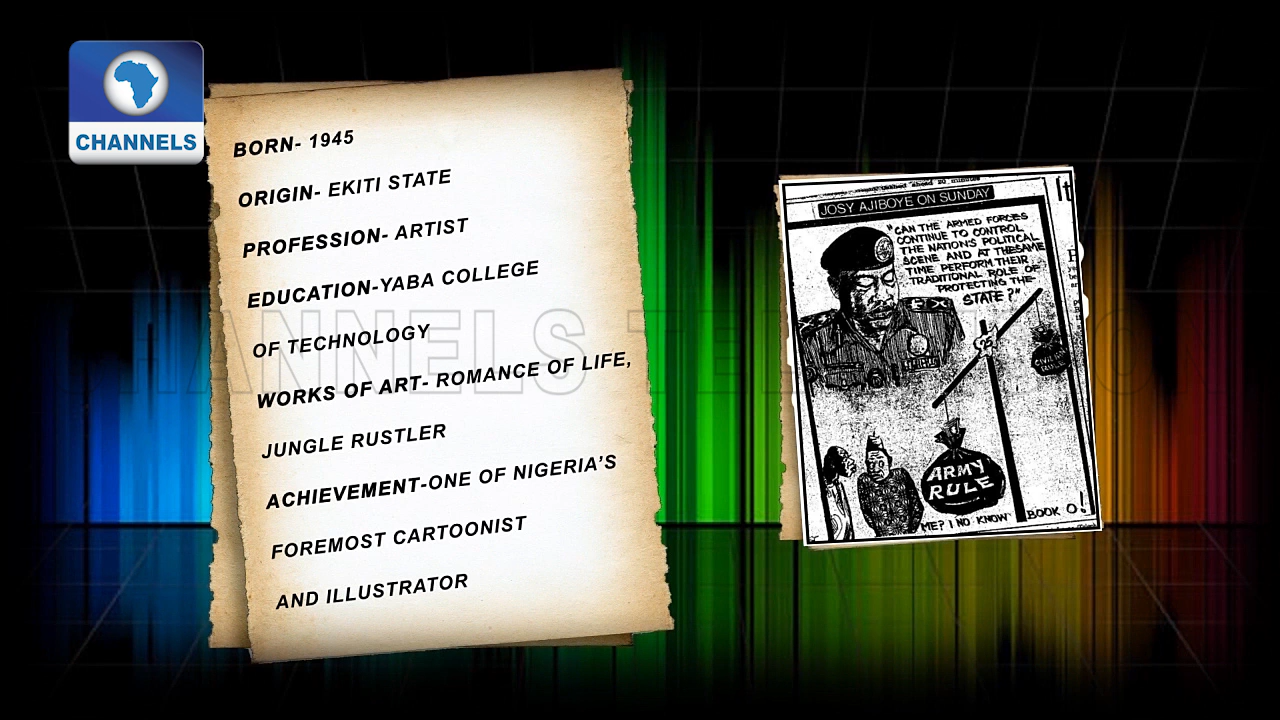 CHANNELS
BORN- 1945
ORIGIN- EKITI STATE
PROFESSION- ARTIST
EDUCATION-YABA COLLEGE
OF TECHNOLOGY
WORKS OF ART- ROMANCE OF LIFE,
JUNGLE RUSTLER
ACHIEVEMENT-ONE OF NIGERIA'S
FOREMOST CARTOONIST
AND ILLUSTRATOR
JOSY AJIBOYE ON SUNDAY
"CAN THE ARMED FORCES
CONTINUE TO CONTROL
THE NATION'S POLITICAL
SCENE AND AT THE SAME
TIME PERFORM THEIR
TRADITIONAL ROLE OF
PROTECTING THE
STATE?"
ARMY
RULE
ME? I NO KNOW BOOK O!